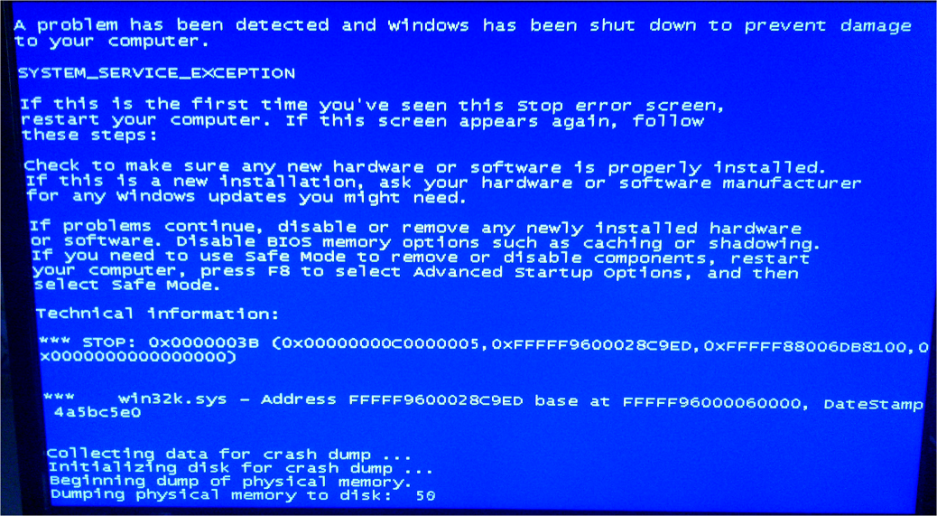 A problem has been detected and Windows has been shut down to prevent damage
to your computer.
SYSTEM_SERVICE_EXCEPTION
If this is the first time you've seen this Stop error screen,
restart your computer. If this screen appears again, follow
these steps:
Check to make sure any new hardware or software is properly installed.
If this is a new installation, ask your hardware or software manufacturer
for any Windows updates you might need.
If problems continue, disable or remove any newly installed hardware
or software. Disable BIOS memory options such as caching or shadowing.
If you need to use Safe Mode to remove or disable components, restart
your computer, press F8 to select Advanced Startup Options, and then
select Safe Mode.
Technical information:
*** STOP: 0x0000003B (0x00000000C0000005,0xFFFFF9600028C9ED,0xFFFFF88006DB8100,0
x0000000000000000)
*** win32k.sys - Address FFFFF9600028C9ED base at FFFFF96000060000, DateStamp
4a5bc5e0
Collecting data for crash dump ...
Initializing disk for crash dump ...
Beginning dump of physical memory.
Dumping physical memory to disk: 50